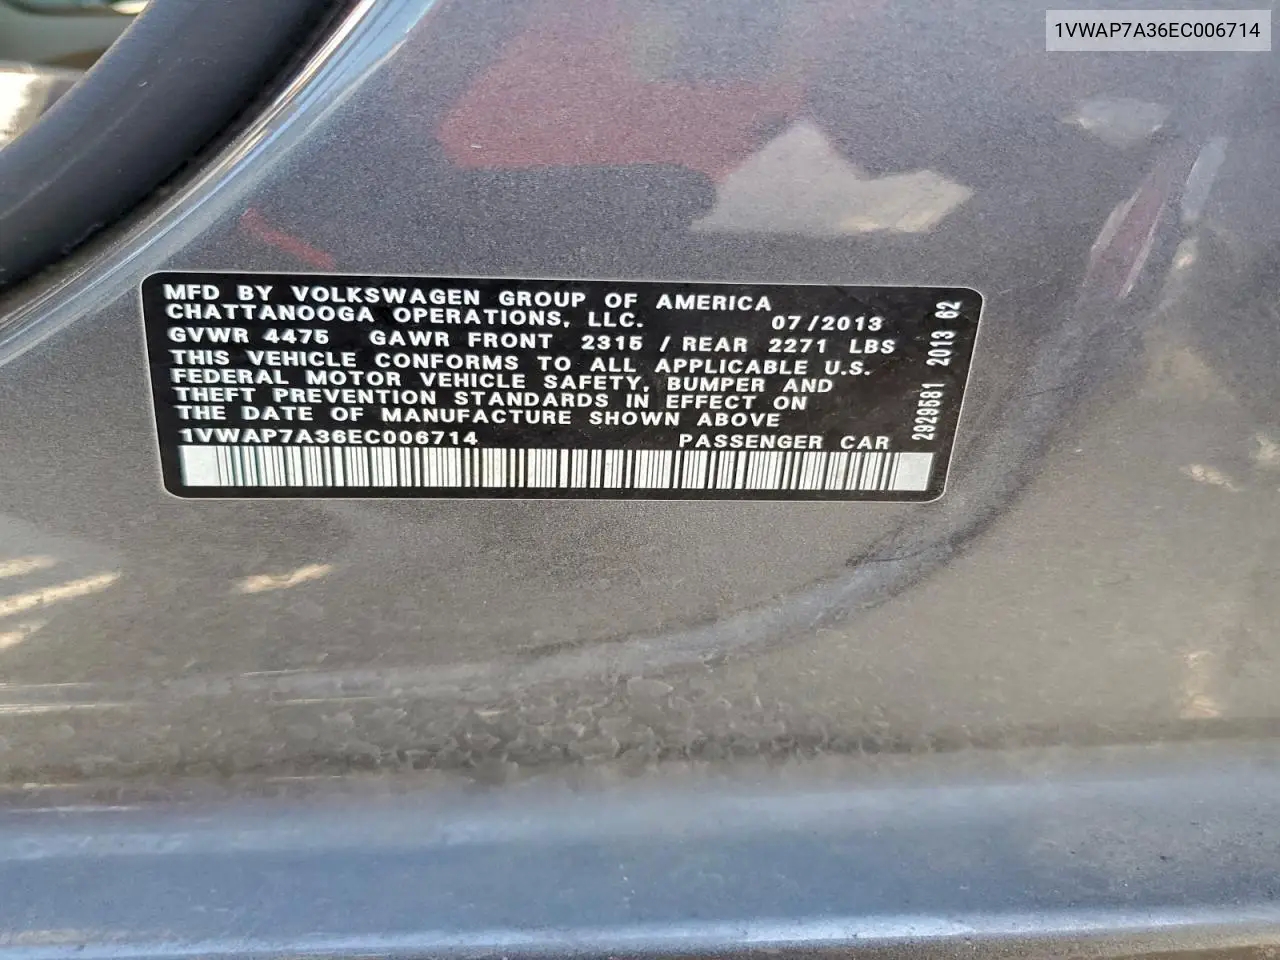 1VWAP7A36EC006714
MFD BY VOLKSWAGEN GROUP OF AMERICA
CHATTANOOGA OPERATIONS, LLC. 07/2013
GVWR 4475 GAWR FRONT 2315 / REAR 2271 LBS
THIS VEHICLE CONFORMS TO ALL APPLICABLE U.S.
FEDERAL MOTOR VEHICLE SAFETY, BUMPER AND
THEFT PREVENTION STANDARDS IN EFFECT ON
THE DATE OF MANUFACTURE SHOWN ABOVE
1VWAP7A36EC006714 PASSENGER CAR
2929581 2013 62